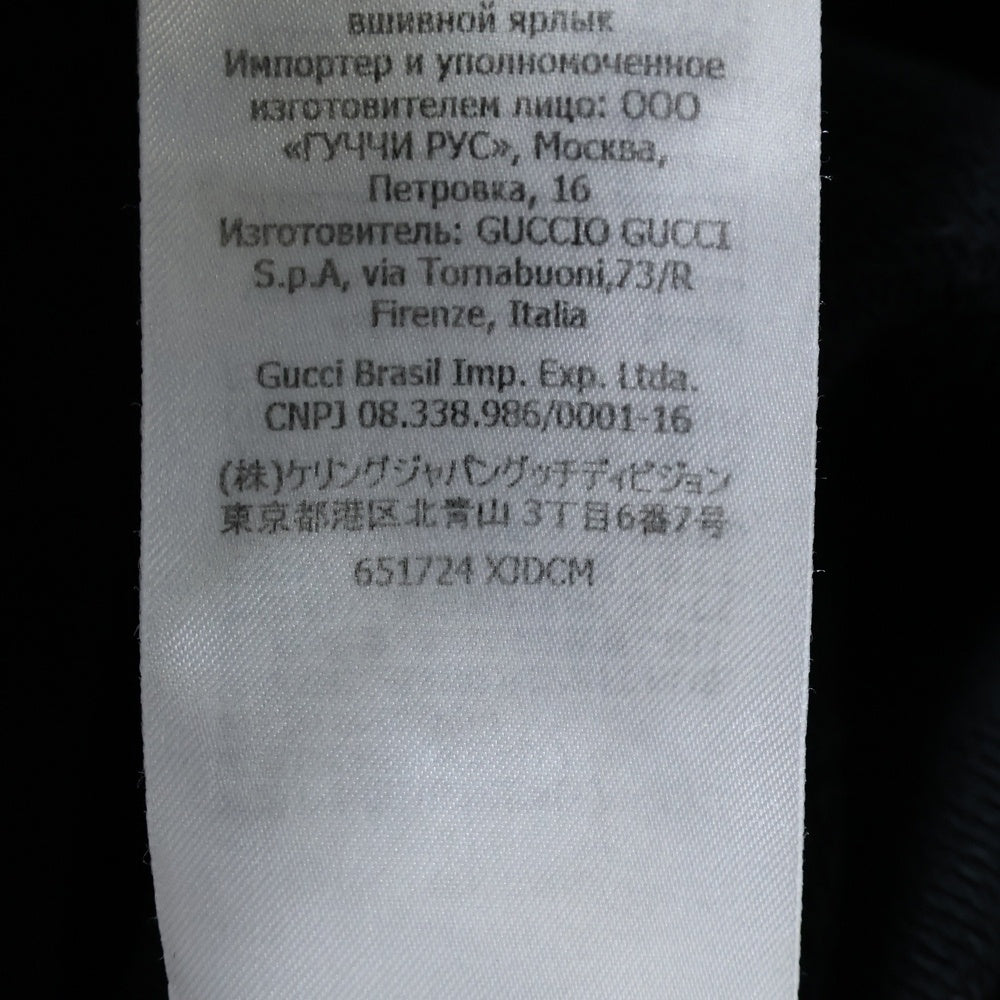 вшивной ярлык
Импортер и уполномоченное
изготовителем лицо: ООО
«ГУЧЧИ РУС», Москва,
Петровка, 16
Изготовитель: GUCCIO GUCCI
S.p.A, via Tornabuoni,73/R
Firenze, Italia
Gucci Brasil Imp. Exp. Ltda.
CNPJ 08.338.986/0001-16
(株)ケリングジャパングッチディビジョン
東京都港区北青山 3丁目6番7号
651724 XJDCM